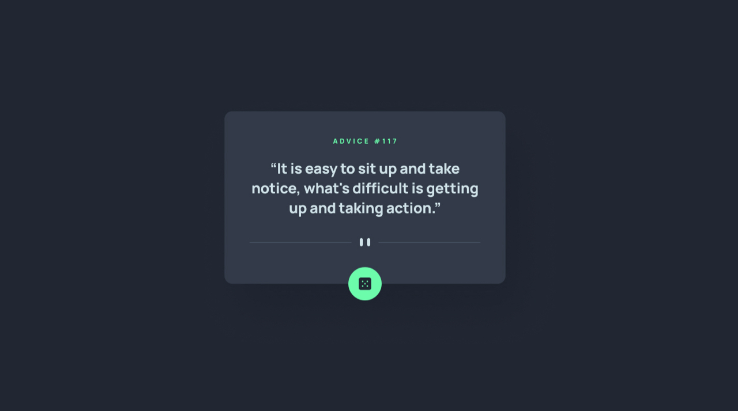 ADVICE #117
“It is easy to sit up and take
notice, what's difficult is getting
up and taking action.”